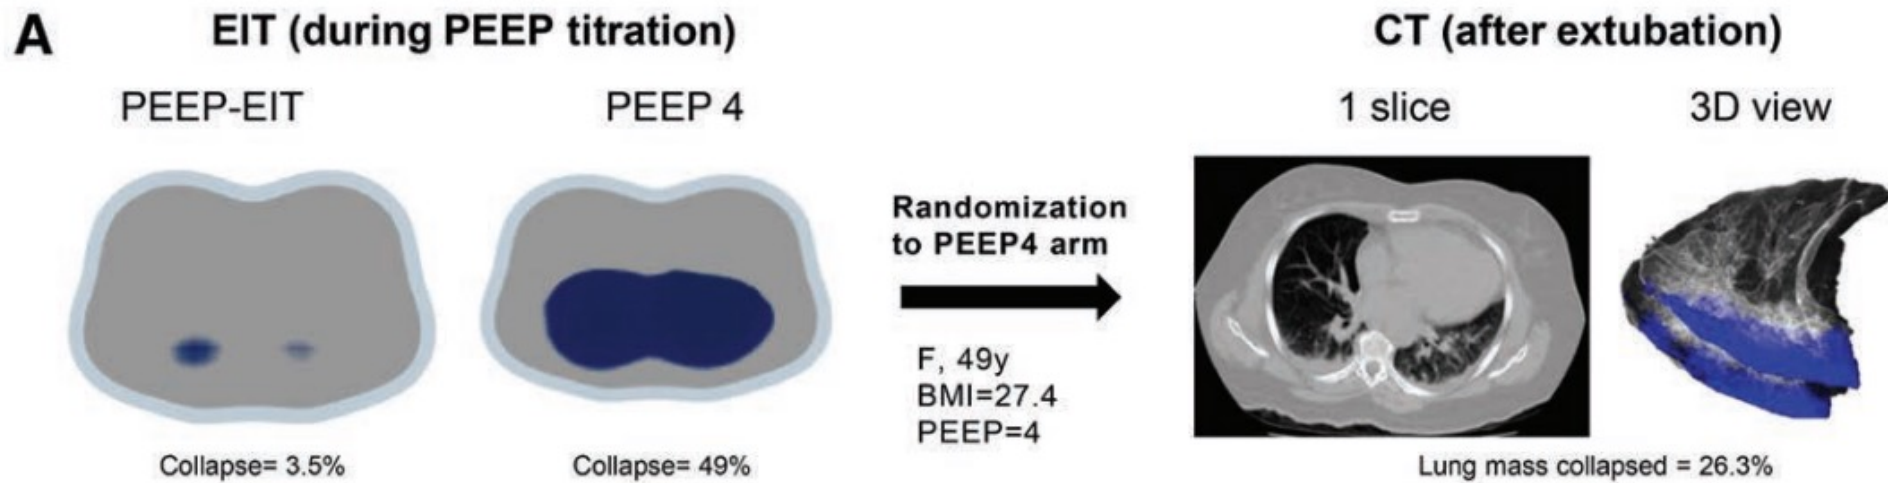 A
EIT (during PEEP titration)
CT (after extubation)
PEEP-EIT
PEEP 4
1 slice
3D view
Randomization
to PEEP4 arm
F, 49y
BMI=27.4
PEEP=4
Collapse= 3.5%
Collapse= 49%
Lung mass collapsed = 26.3%